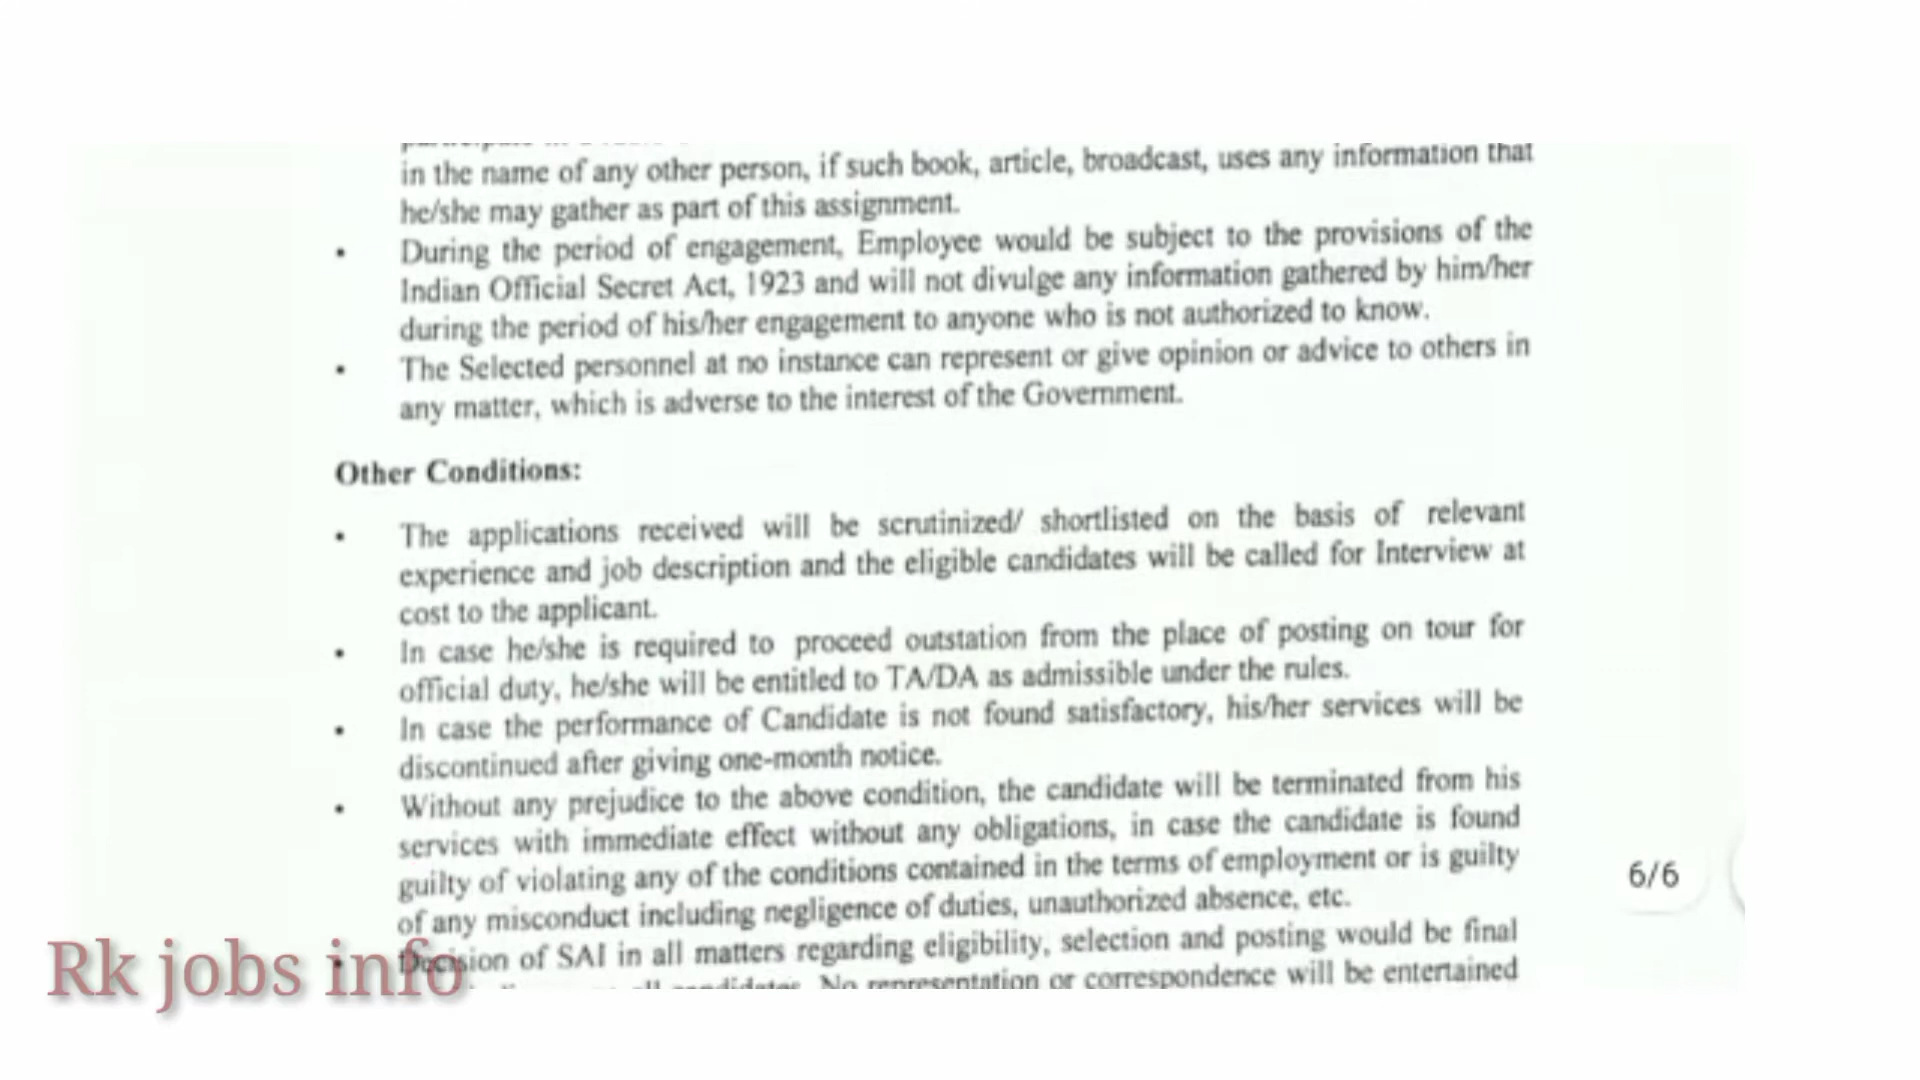 in the name of any other person, if such book, article, broadcast, uses any information that
he/she may gather as part of this assignment.
• During the period of engagement, Employee would be subject to the provisions of the
Indian Official Secret Act, 1923 and will not divulge any information gathered by him/her
during the period of his/her engagement to anyone who is not authorized to know.
• The Selected personnel at no instance can represent or give opinion or advice to others in
any matter, which is adverse to the interest of the Government.
Other Conditions:
• The applications received will be scrutinized/ shortlisted on the basis of relevant
experience and job description and the eligible candidates will be called for Interview at
cost to the applicant.
• In case he/she is required to proceed outstation from the place of posting on tour for
official duty, he/she will be entitled to TA/DA as admissible under the rules.
• In case the performance of Candidate is not found satisfactory, his/her services will be
discontinued after giving one-month notice.
• Without any prejudice to the above condition, the candidate will be terminated from his
services with immediate effect without any obligations, in case the candidate is found
guilty of violating any of the conditions contained in the terms of employment or is guilty
of any misconduct including negligence of duties, unauthorized absence, etc.
• Decision of SAI in all matters regarding eligibility, selection and posting would be final
all candidates. No representation or correspondence will be entertained
6/6
Rk jobs info